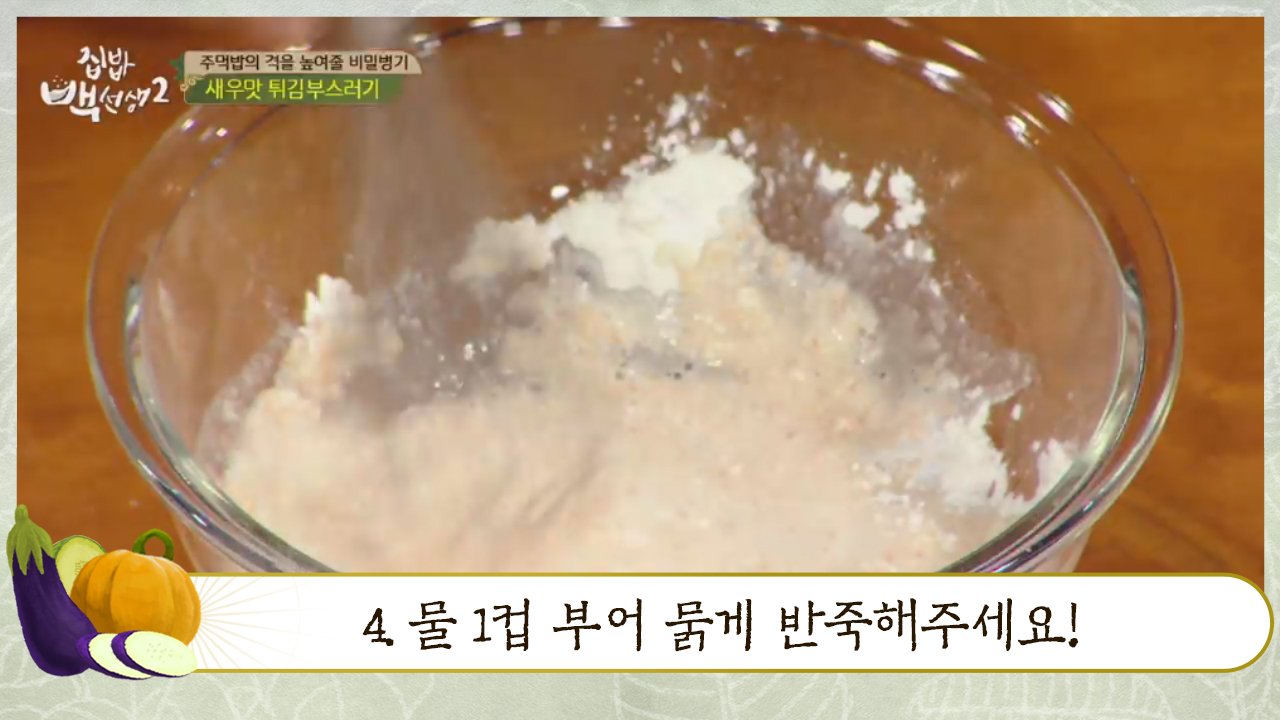 집밥
백선생2
주먹밥의 격을 높여줄 비밀병기
새우맛 튀김부스러기
4. 물 1컵 부어 묽게 반죽해주세요!